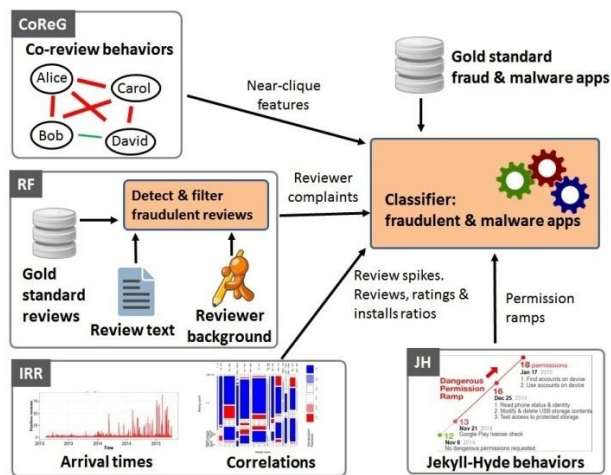 CoReG
Co-review behaviors
Alice
Carol
Bob
David
Near-clique
features
Gold standard
fraud & malware apps
Classifier:
fraudulent & malware apps
RF
Detect & filter
fraudulent reviews
Gold
standard
reviews
Review text
Reviewer
background
Reviewer
complaints
Review spikes.
Reviews, ratings &
installs ratios
Permission
ramps
IRR
Time
Arrival times
Correlations
JH
Dangerous
Permission
Ramp
18 permissions
Jan 17, 2015
1. Find accounts on device
2. Use accounts on device
16
Dec 25, 2014
1. Read phone status & identity
2. Modify & delete USB storage contents
3. Test access to protected storage
13
Nov 21, 2014
Google Play license check
12
Nov 8, 2014
No dangerous permissions requested
Jekyll-Hyde behaviors